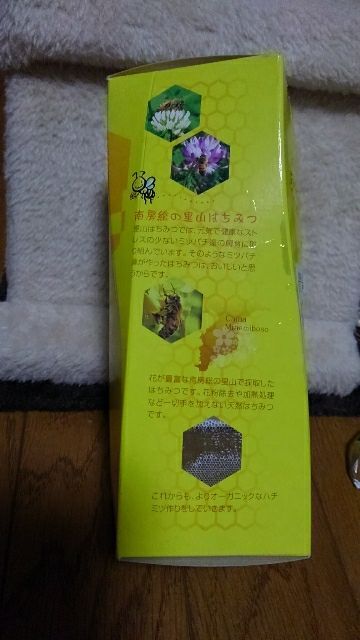 南房総の里山はちみつ
里山はちみつでは、元気で健康なスト
レスの少ないミツバチ達の飼育に取
り組んでいます。そのようなミツバチ
達が作ったはちみつは、おいしいと思
うからです。
Chiba
Minamiboso
花が豊富な南房総の里山で採取した
はちみつです。花粉除去や加熱処理
など一切手を加えない天然はちみつ
です。
これからも、よりオーガニックなハチ
ミツ作りをしていきます。